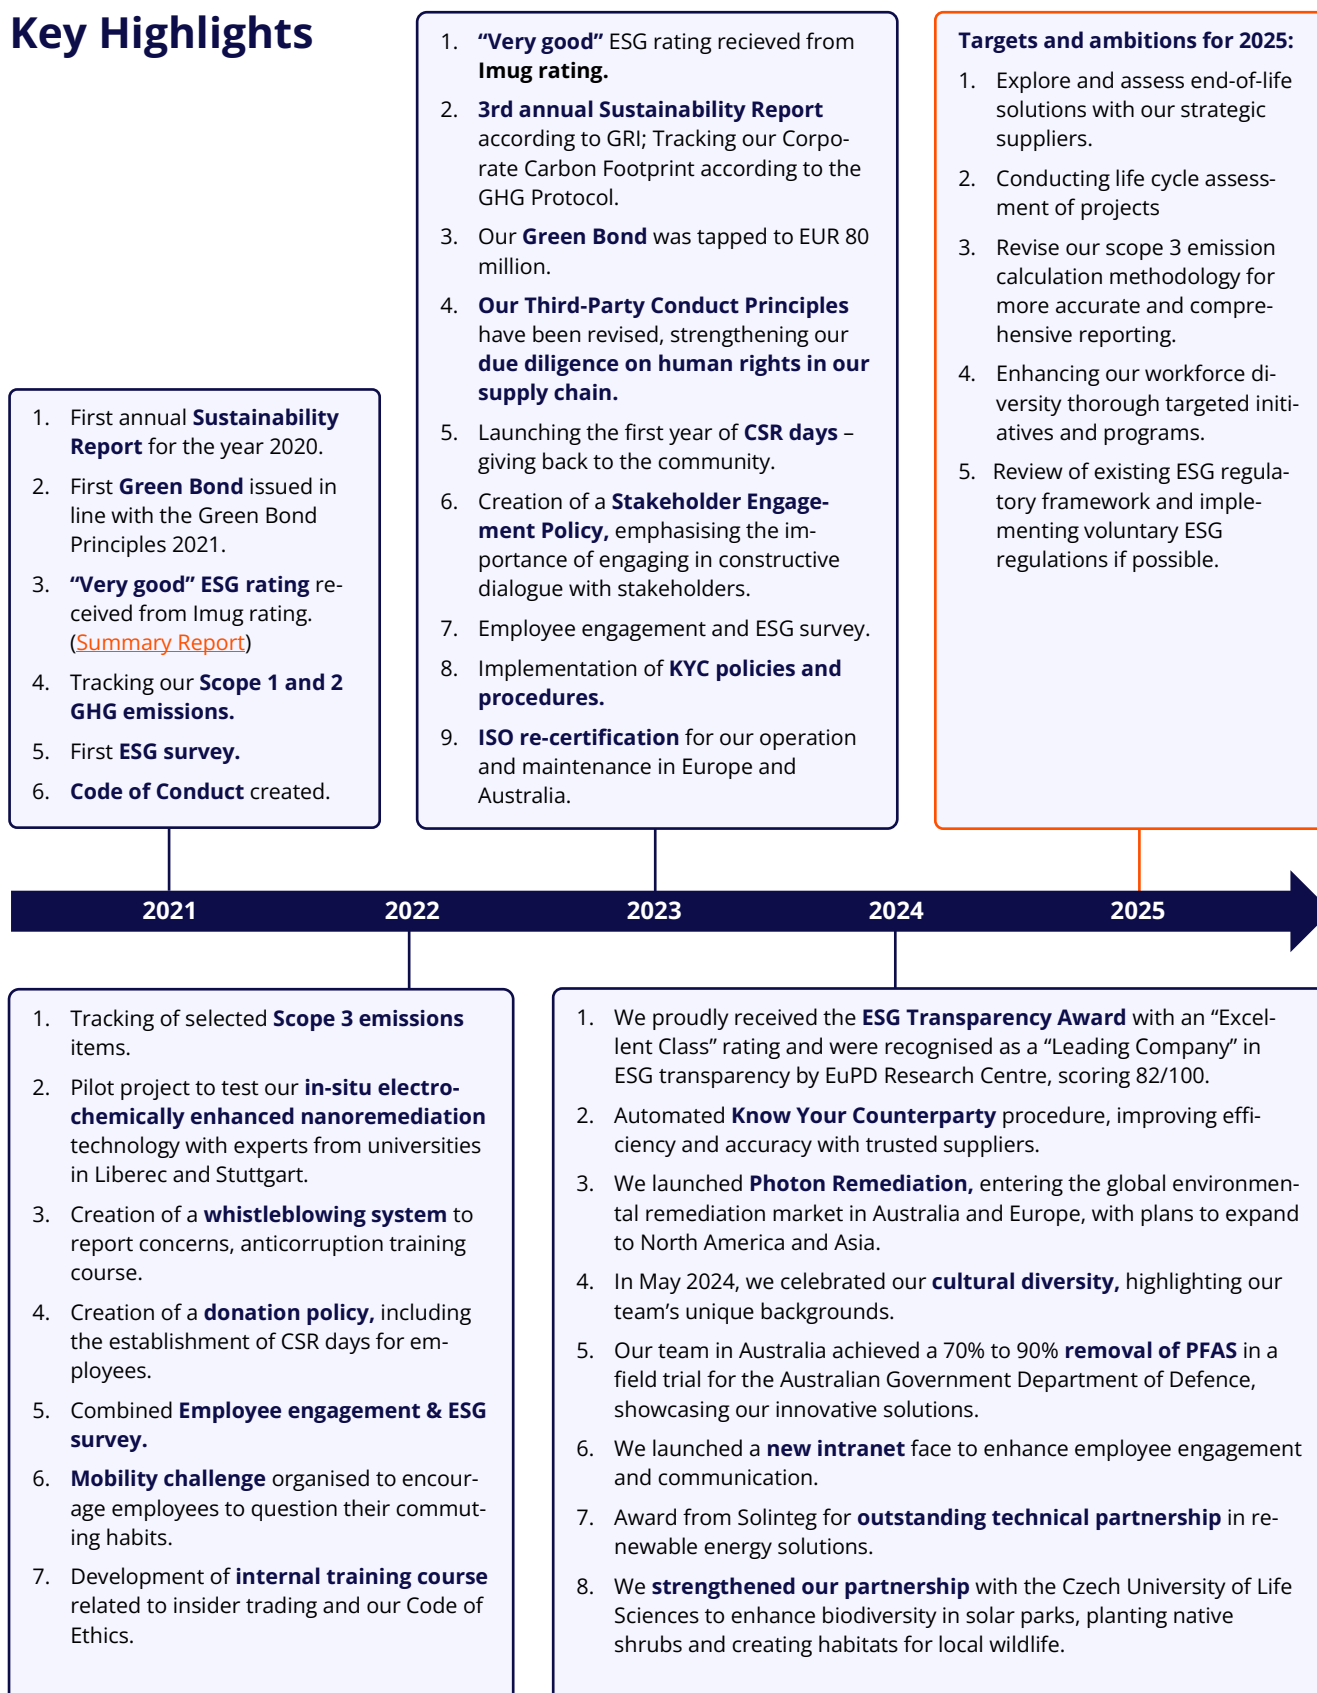 Key Highlights
1. First annual Sustainability
Report for the year 2020.
2. First Green Bond issued in
line with the Green Bond
Principles 2021.
3. “Very good” ESG rating re-
ceived from Imug rating.
(Summary Report)
4. Tracking our Scope 1 and 2
GHG emissions.
5. First ESG survey.
6. Code of Conduct created.
1. “Very good” ESG rating recieved from
Imug rating.
2. 3rd annual Sustainability Report
according to GRI; Tracking our Corpo-
rate Carbon Footprint according to the
GHG Protocol.
3. Our Green Bond was tapped to EUR 80
million.
4. Our Third-Party Conduct Principles
have been revised, strengthening our
due diligence on human rights in our
supply chain.
5. Launching the first year of CSR days –
giving back to the community.
6. Creation of a Stakeholder Engage-
ment Policy, emphasising the im-
portance of engaging in constructive
dialogue with stakeholders.
7. Employee engagement and ESG survey.
8. Implementation of KYC policies and
procedures.
9. ISO re-certification for our operation
and maintenance in Europe and
Australia.
Targets and ambitions for 2025:
1. Explore and assess end-of-life
solutions with our strategic
suppliers.
2. Conducting life cycle assess-
ment of projects
3. Revise our scope 3 emission
calculation methodology for
more accurate and compre-
hensive reporting.
4. Enhancing our workforce di-
versity thorough targeted initi-
atives and programs.
5. Review of existing ESG regula-
tory framework and imple-
menting voluntary ESG
regulations if possible.
2021 2022 2023 2024 2025
1. Tracking of selected Scope 3 emissions
items.
2. Pilot project to test our in-situ electro-
chemically enhanced nanoremediation
technology with experts from universities
in Liberec and Stuttgart.
3. Creation of a whistleblowing system to
report concerns, anticorruption training
course.
4. Creation of a donation policy, including
the establishment of CSR days for em-
ployees.
5. Combined Employee engagement & ESG
survey.
6. Mobility challenge organised to encour-
age employees to question their commut-
ing habits.
7. Development of internal training course
related to insider trading and our Code of
Ethics.
1. We proudly received the ESG Transparency Award with an “Excel-
lent Class” rating and were recognised as a “Leading Company” in
ESG transparency by EuPD Research Centre, scoring 82/100.
2. Automated Know Your Counterparty procedure, improving effi-
ciency and accuracy with trusted suppliers.
3. We launched Photon Remediation, entering the global environmen-
tal remediation market in Australia and Europe, with plans to expand
to North America and Asia.
4. In May 2024, we celebrated our cultural diversity, highlighting our
team’s unique backgrounds.
5. Our team in Australia achieved a 70% to 90% removal of PFAS in a
field trial for the Australian Government Department of Defence,
showcasing our innovative solutions.
6. We launched a new intranet face to enhance employee engagement
and communication.
7. Award from Solinteg for outstanding technical partnership in re-
newable energy solutions.
8. We strengthened our partnership with the Czech University of Life
Sciences to enhance biodiversity in solar parks, planting native
shrubs and creating habitats for local wildlife.